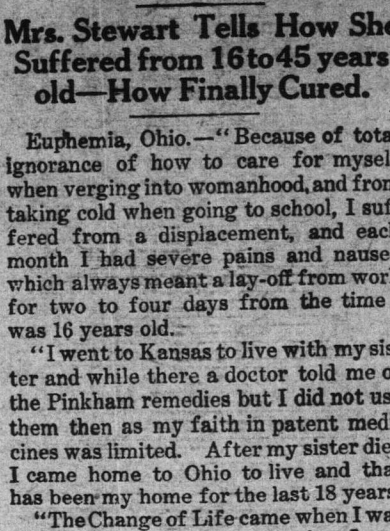 Mrs. Stewart Tells How She
Suffered from 16 to 45 years
old—How Finally Cured.
Euphemia, Ohio.—“Because of tota
ignorance of how to care for mysel
when verging into womanhood, and fron
taking cold when going to school, I suf
fered from a displacement, and eac
month I had severe pains and nause
which always meant a lay-off from wor
for two to four days from the time
was 16 years old.
“I went to Kansas to live with my sis
ter and while there a doctor told me o
the Pinkham remedies but I did not us
them then as my faith in patent med
cines was limited. After my sister die
I came home to Ohio to live and tha
has been my home for the last 18 years
“The Change of Life came when I wa